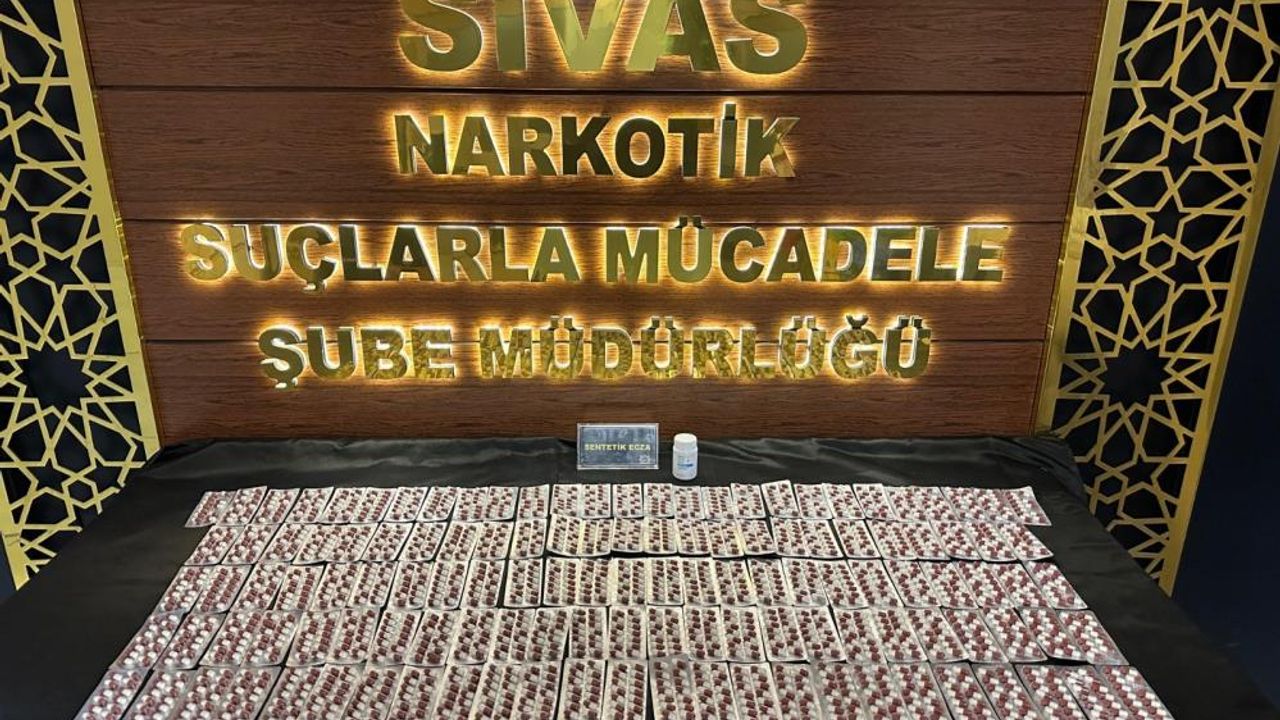 SİVAS
NARKOTİK
SUÇLARLA MÜCADELE
ŞUBE MÜDÜRLÜĞÜ
SENTETİK ECZA